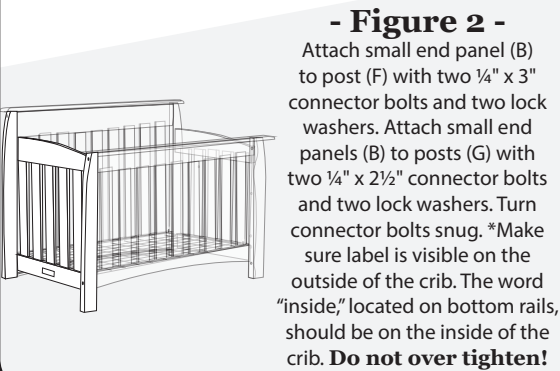 - Figure 2 -
Attach small end panel (B)
to post (F) with two ¼" x 3"
connector bolts and two lock
washers. Attach small end
panels (B) to posts (G) with
two ¼" x 2½" connector bolts
and two lock washers. Turn
connector bolts snug. *Make
sure label is visible on the
outside of the crib. The word
“inside,” located on bottom rails,
should be on the inside of the
crib. Do not over tighten!